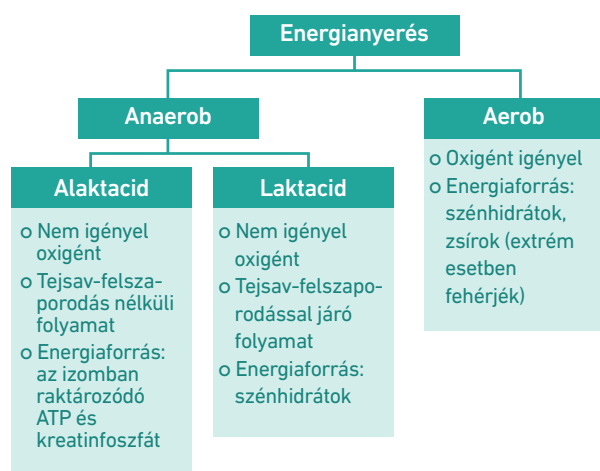 Energianyerés
Anaerob
Aerob
Alaktacid
o Nem igényel
oxigént
o Tejsav-felsza-
porodás nélküli
folyamat
o Energiaforrás:
az izomban
raktározódó
ATP és
kreatinfoszfát
Laktacid
o Nem igényel
oxigént
o Tejsav-felszapo-
rodással járó
folyamat
o Energiaforrás:
szénhidrátok
o Oxigént igényel
o Energiaforrás:
szénhidrátok,
zsírok (extrém
esetben
fehérjék)